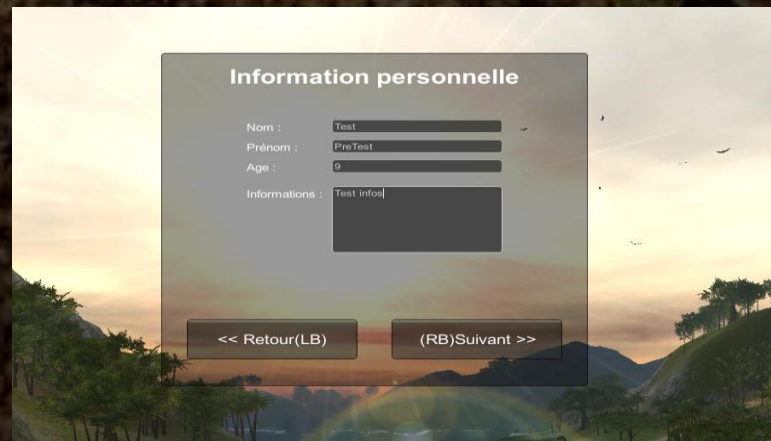 Information personnelle
Nom : Test
Prénom : PreTest
Age : 9
Informations : Test infos
<< Retour(LB) (RB)Suivant >>